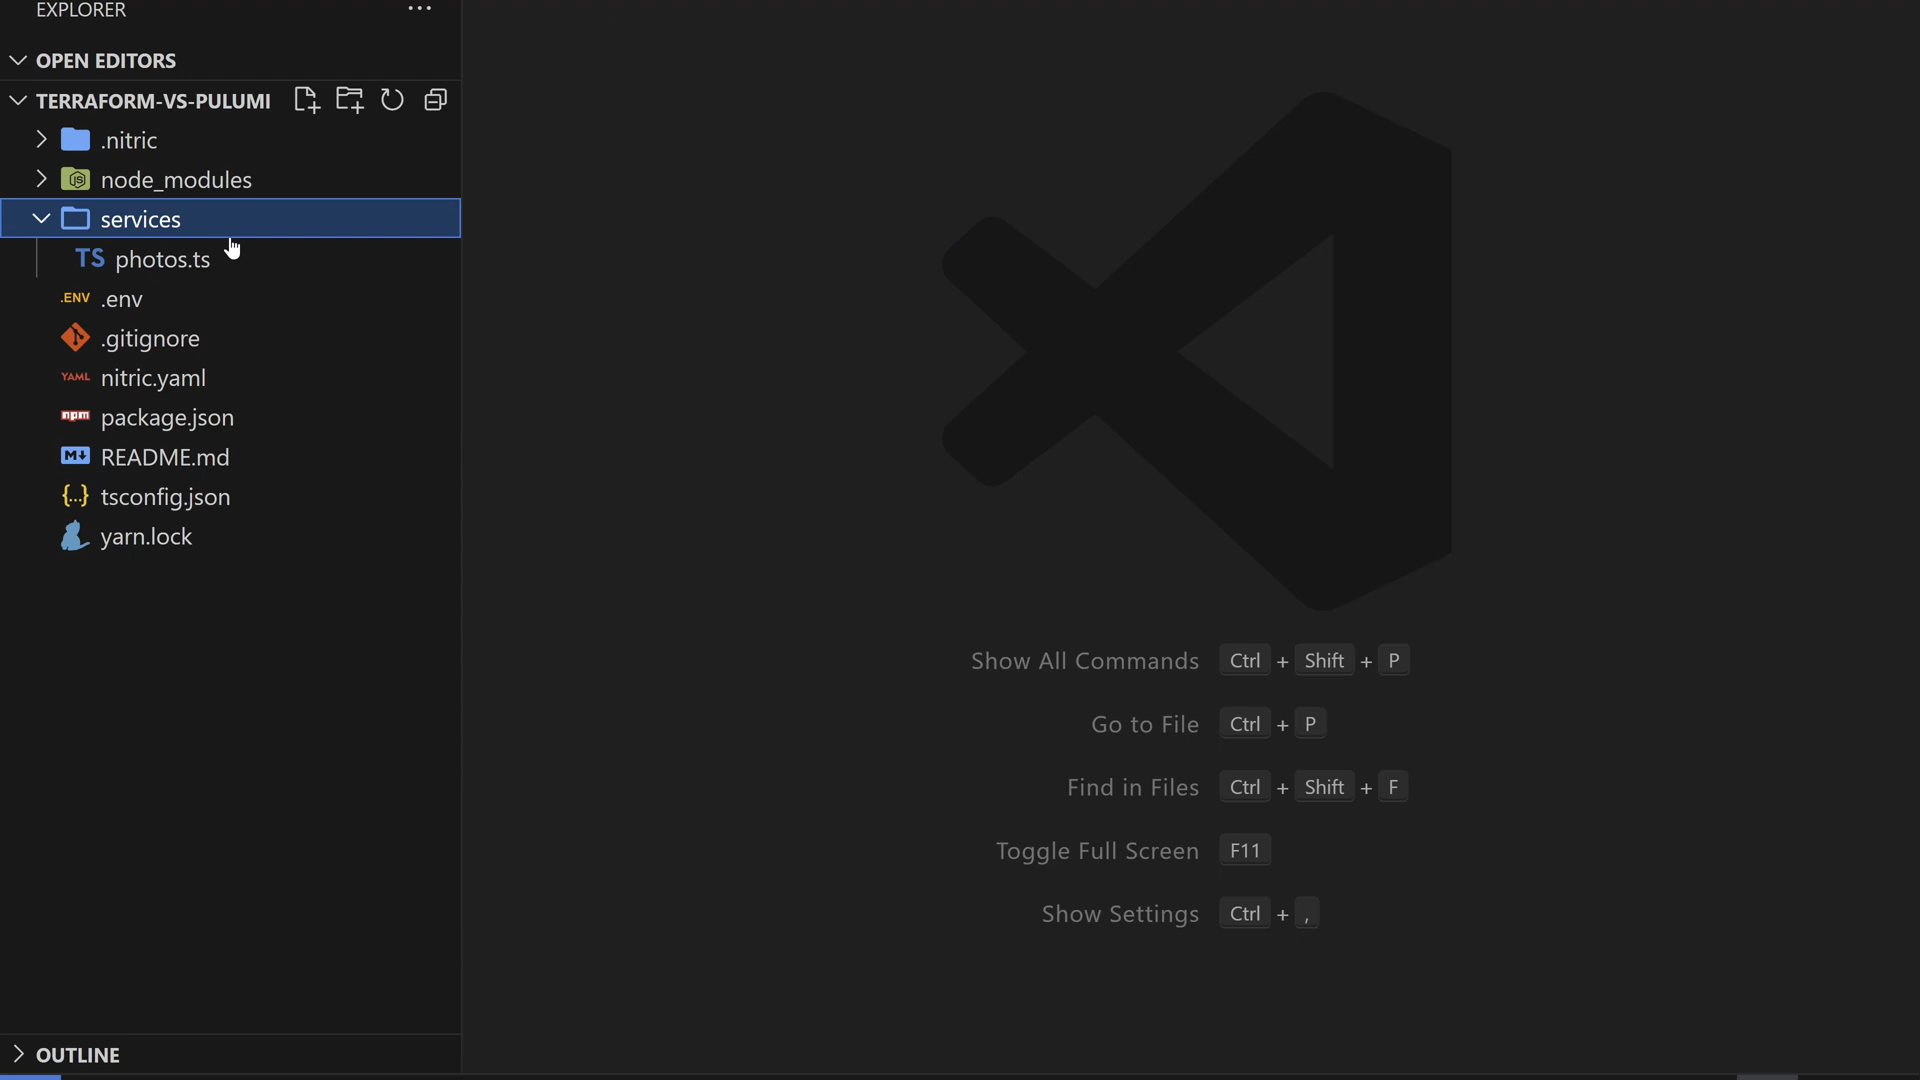 EXPLORER
OPEN EDITORS
TERRAFORM-VS-PULUMI
.nitric
node_modules
services
TS photos.ts
.ENV .env
.gitignore
YAML nitric.yaml
npm package.json
M README.md
{...} tsconfig.json
yarn.lock
OUTLINE
Show All Commands Ctrl + Shift + P
Go to File Ctrl + P
Find in Files Ctrl + Shift + F
Toggle Full Screen F11
Show Settings Ctrl + ,